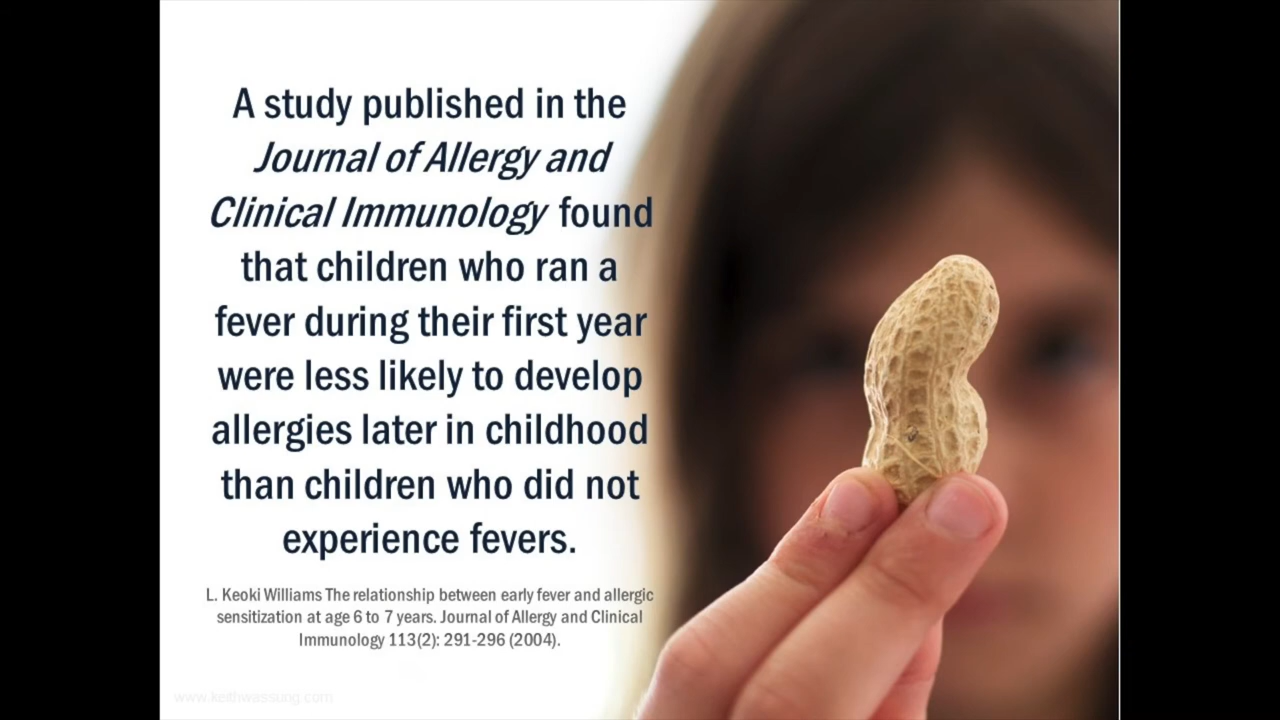 A study published in the
Journal of Allergy and
Clinical Immunology found
that children who ran a
fever during their first year
were less likely to develop
allergies later in childhood
than children who did not
experience fevers.
L. Keoki Williams The relationship between early fever and allergic
sensitization at age 6 to 7 years. Journal of Allergy and Clinical
Immunology 113(2): 291-296 (2004).
www.keithwassung.com